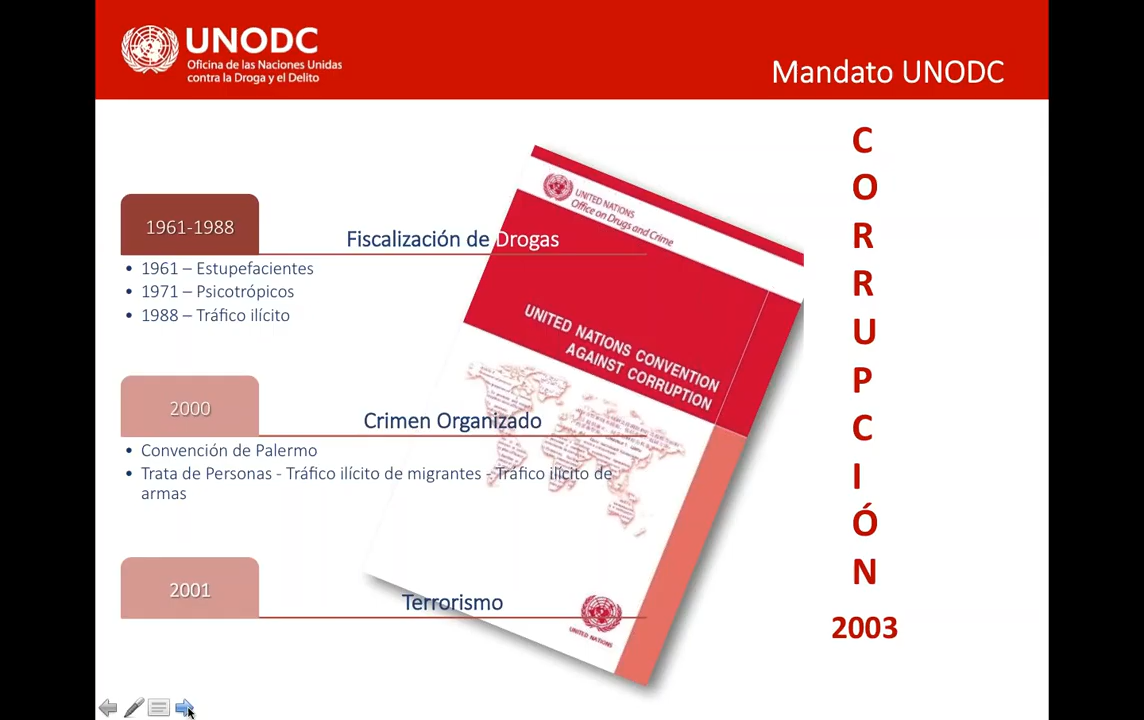 UNODC
Oficina de las Naciones Unidas
contra la Droga y el Delito
Mandato UNODC
1961-1988
Fiscalización de Drogas
• 1961 – Estupefacientes
• 1971 – Psicotrópicos
• 1988 – Tráfico ilícito
2000
Crimen Organizado
• Convención de Palermo
• Trata de Personas - Tráfico ilícito de migrantes - Tráfico ilícito de
armas
2001
Terrorismo
UNITED NATIONS
Office on Drugs and Crime
UNITED NATIONS CONVENTION
AGAINST CORRUPTION
UNITED NATIONS
C
O
R
R
U
P
C
I
Ó
N
2003